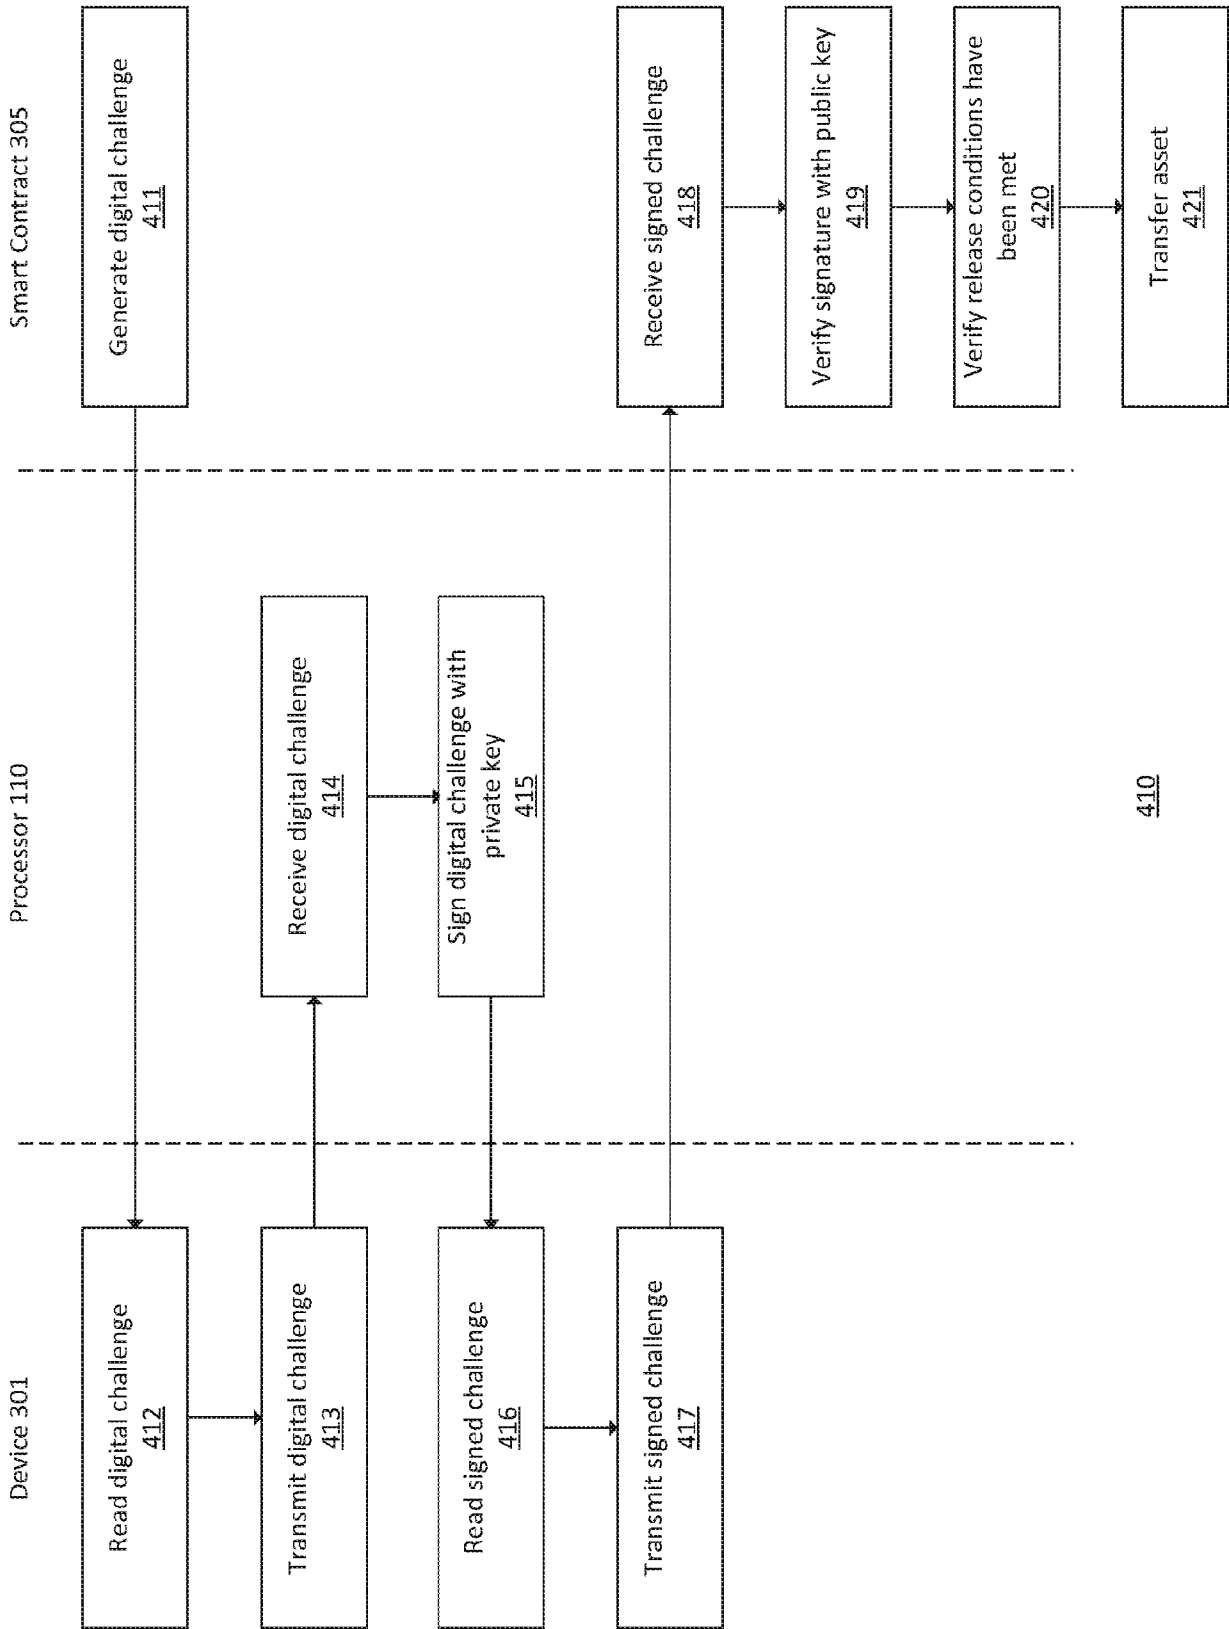 Device 301
Processor 110
Smart Contract 305
Generate digital challenge
411
Read digital challenge
412
Transmit digital challenge
413
Receive digital challenge
414
Sign digital challenge with
private key
415
Read signed challenge
416
Transmit signed challenge
417
Receive signed challenge
418
Verify signature with public key
419
Verify release conditions have
been met
420
Transfer asset
421
410